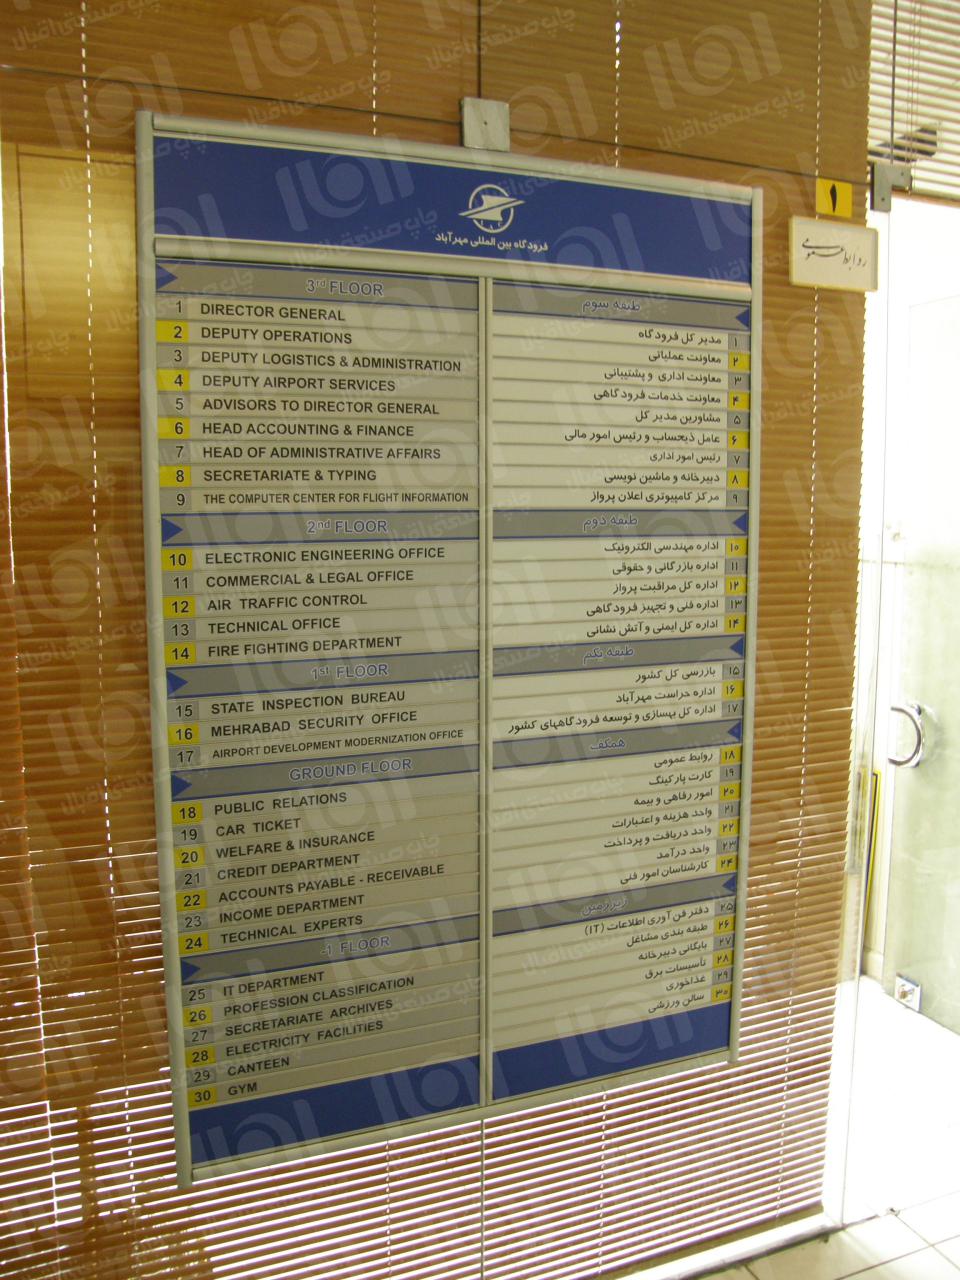 فرودگاه بین المللی مهرآباد
3rd FLOOR
1 DIRECTOR GENERAL
2 DEPUTY OPERATIONS
3 DEPUTY LOGISTICS & ADMINISTRATION
4 DEPUTY AIRPORT SERVICES
5 ADVISORS TO DIRECTOR GENERAL
6 HEAD ACCOUNTING & FINANCE
7 HEAD OF ADMINISTRATIVE AFFAIRS
8 SECRETARIATE & TYPING
9 THE COMPUTER CENTER FOR FLIGHT INFORMATION
2nd FLOOR
10 ELECTRONIC ENGINEERING OFFICE
11 COMMERCIAL & LEGAL OFFICE
12 AIR TRAFFIC CONTROL
13 TECHNICAL OFFICE
14 FIRE FIGHTING DEPARTMENT
1st FLOOR
15 STATE INSPECTION BUREAU
16 MEHRABAD SECURITY OFFICE
17 AIRPORT DEVELOPMENT MODERNIZATION OFFICE
GROUND FLOOR
18 PUBLIC RELATIONS
19 CAR TICKET
20 WELFARE & INSURANCE
21 CREDIT DEPARTMENT
22 ACCOUNTS PAYABLE - RECEIVABLE
23 INCOME DEPARTMENT
24 TECHNICAL EXPERTS
-1 FLOOR
25 IT DEPARTMENT
26 PROFESSION CLASSIFICATION
27 SECRETARIATE ARCHIVES
28 ELECTRICITY FACILITIES
29 CANTEEN
30 GYM
طبقه سوم
۱ مدیر کل فرودگاه
۲ معاونت عملیاتی
۳ معاونت اداری و پشتیبانی
۴ معاونت خدمات فرودگاهی
۵ مشاورین مدیر کل
۶ عامل ذیحساب و رئیس امور مالی
۷ رئیس امور اداری
۸ دبیرخانه و ماشین نویسی
۹ مرکز کامپیوتری اعلان پرواز
طبقه دوم
۱۰ اداره مهندسی الکترونیک
۱۱ اداره بازرگانی و حقوقی
۱۲ اداره کل مراقبت پرواز
۱۳ اداره فنی و تجهیز فرودگاهی
۱۴ اداره کل ایمنی و آتش نشانی
طبقه یکم
۱۵ بازرسی کل کشور
۱۶ اداره حراست مهرآباد
۱۷ اداره کل بهسازی و توسعه فرودگاههای کشور
همکف
۱۸ روابط عمومی
۱۹ کارت پارکینگ
۲۰ امور رفاهی و بیمه
۲۱ واحد هزینه و اعتبارات
۲۲ واحد دریافت و پرداخت
۲۳ واحد درآمد
۲۴ کارشناسان امور فنی
زیرزمین
۲۵ دفتر فن آوری اطلاعات (IT)
۲۶ طبقه بندی مشاغل
۲۷ بایگانی دبیرخانه
۲۸ تأسیسات برق
۲۹ غذاخوری
۳۰ سالن ورزشی
۱
روابط عمومی
چاپ صنعتی اقبال